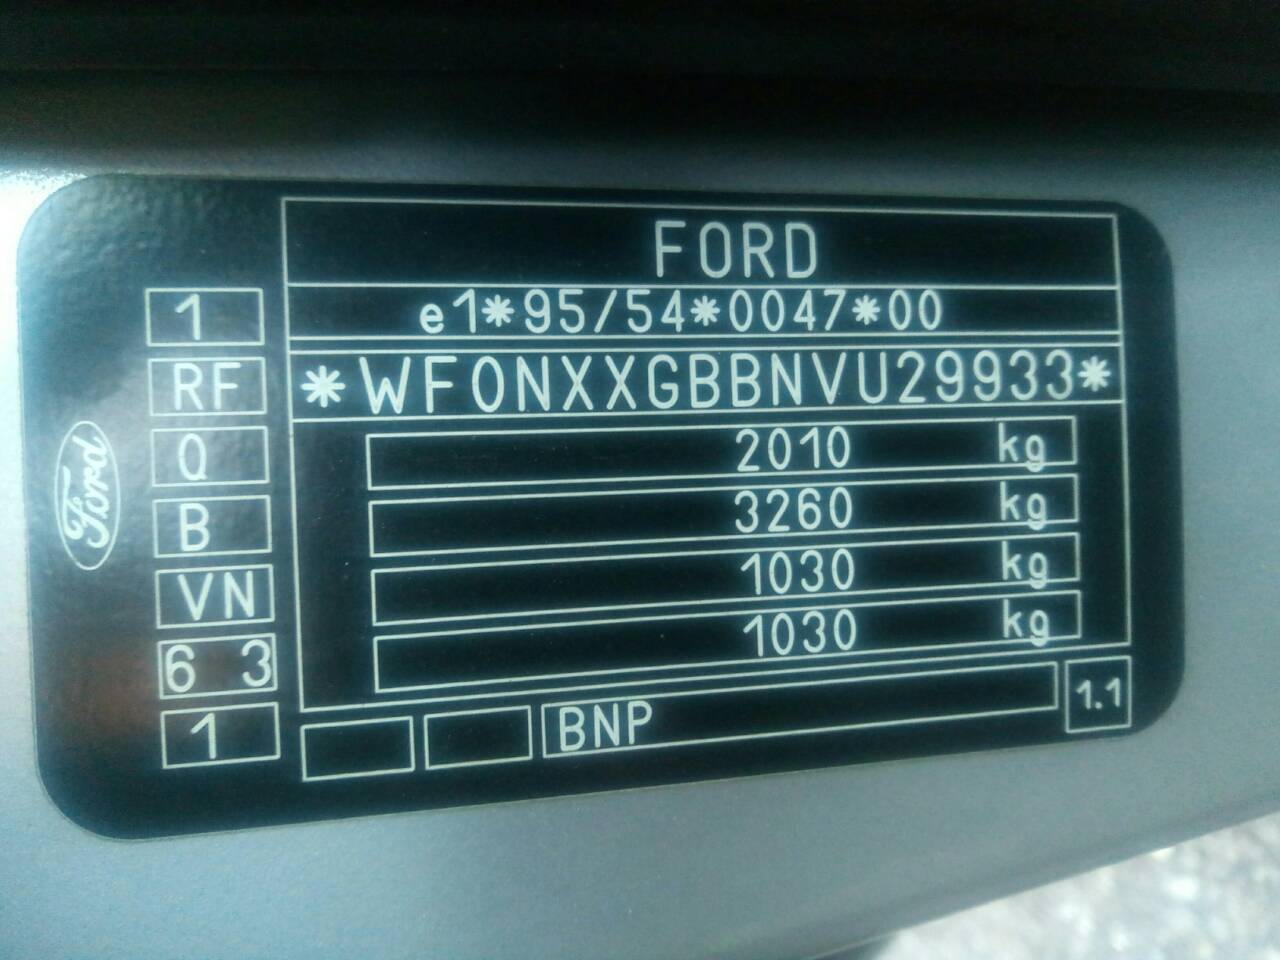 FORD
e1*95/54*0047*00
*WF0NXXGBBNVU29933*
2010 kg
3260 kg
1030 kg
1030 kg
BNP
1.1
1
RF
Q
B
VN
6 3
1
Ford